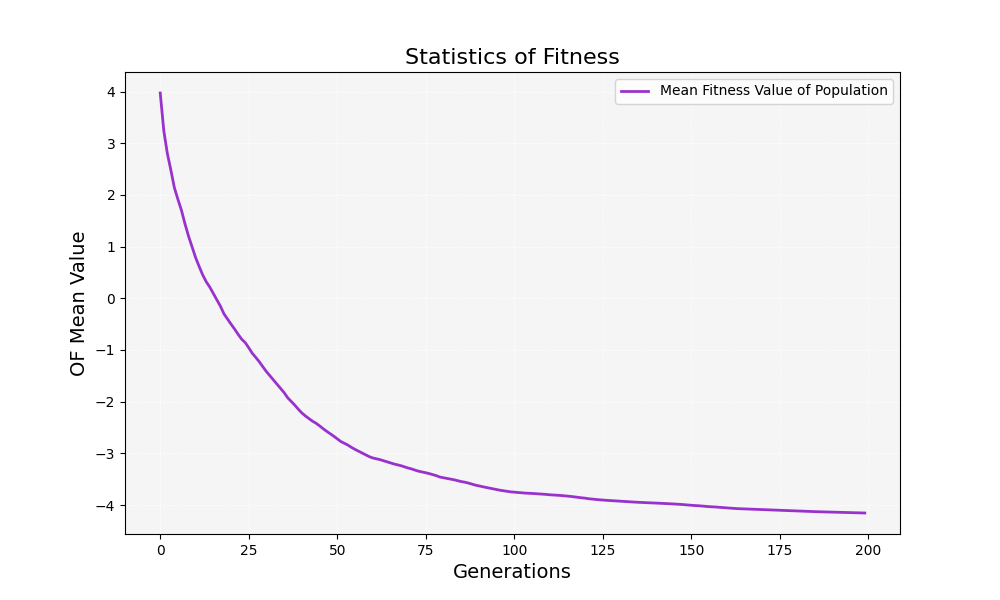 Statistics of Fitness
Mean Fitness Value of Population
OF Mean Value
4
3
2
1
0
−1
−2
−3
−4
0 25 50 75 100 125 150 175 200
Generations